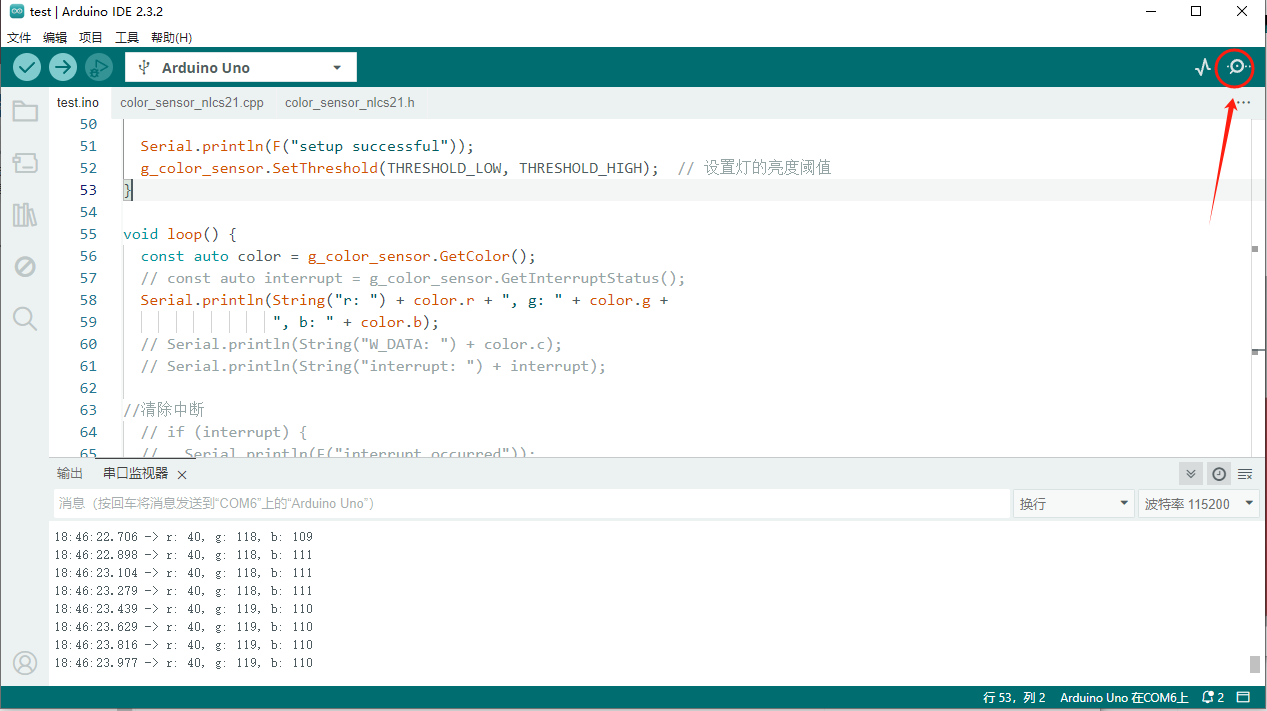 test | Arduino IDE 2.3.2
文件 编辑 项目 工具 帮助(H)
Arduino Uno
test.ino color_sensor_nlcs21.cpp color_sensor_nlcs21.h
50
51 Serial.println(F("setup successful"));
52 g_color_sensor.SetThreshold(THRESHOLD_LOW, THRESHOLD_HIGH); // 设置灯的亮度阈值
53 }
54
55 void loop() {
56 const auto color = g_color_sensor.GetColor();
57 // const auto interrupt = g_color_sensor.GetInterruptStatus();
58 Serial.println(String("r: ") + color.r + ", g: " + color.g +
59 ", b: " + color.b);
60 // Serial.println(String("W_DATA: ") + color.c);
61 // Serial.println(String("interrupt: ") + interrupt);
62
63 //清除中断
64 // if (interrupt) {
65 // Serial.println(F("interrupt occurred"));
输出 串口监视器
消息（按回车将消息发送到“COM6”上的“Arduino Uno”）
换行
波特率 115200
18:46:22.706 -> r: 40, g: 118, b: 109
18:46:22.898 -> r: 40, g: 118, b: 111
18:46:23.104 -> r: 40, g: 118, b: 111
18:46:23.279 -> r: 40, g: 118, b: 111
18:46:23.439 -> r: 40, g: 119, b: 110
18:46:23.629 -> r: 40, g: 119, b: 110
18:46:23.816 -> r: 40, g: 119, b: 110
18:46:23.977 -> r: 40, g: 119, b: 110
行 53，列 2 Arduino Uno 在COM6上 2